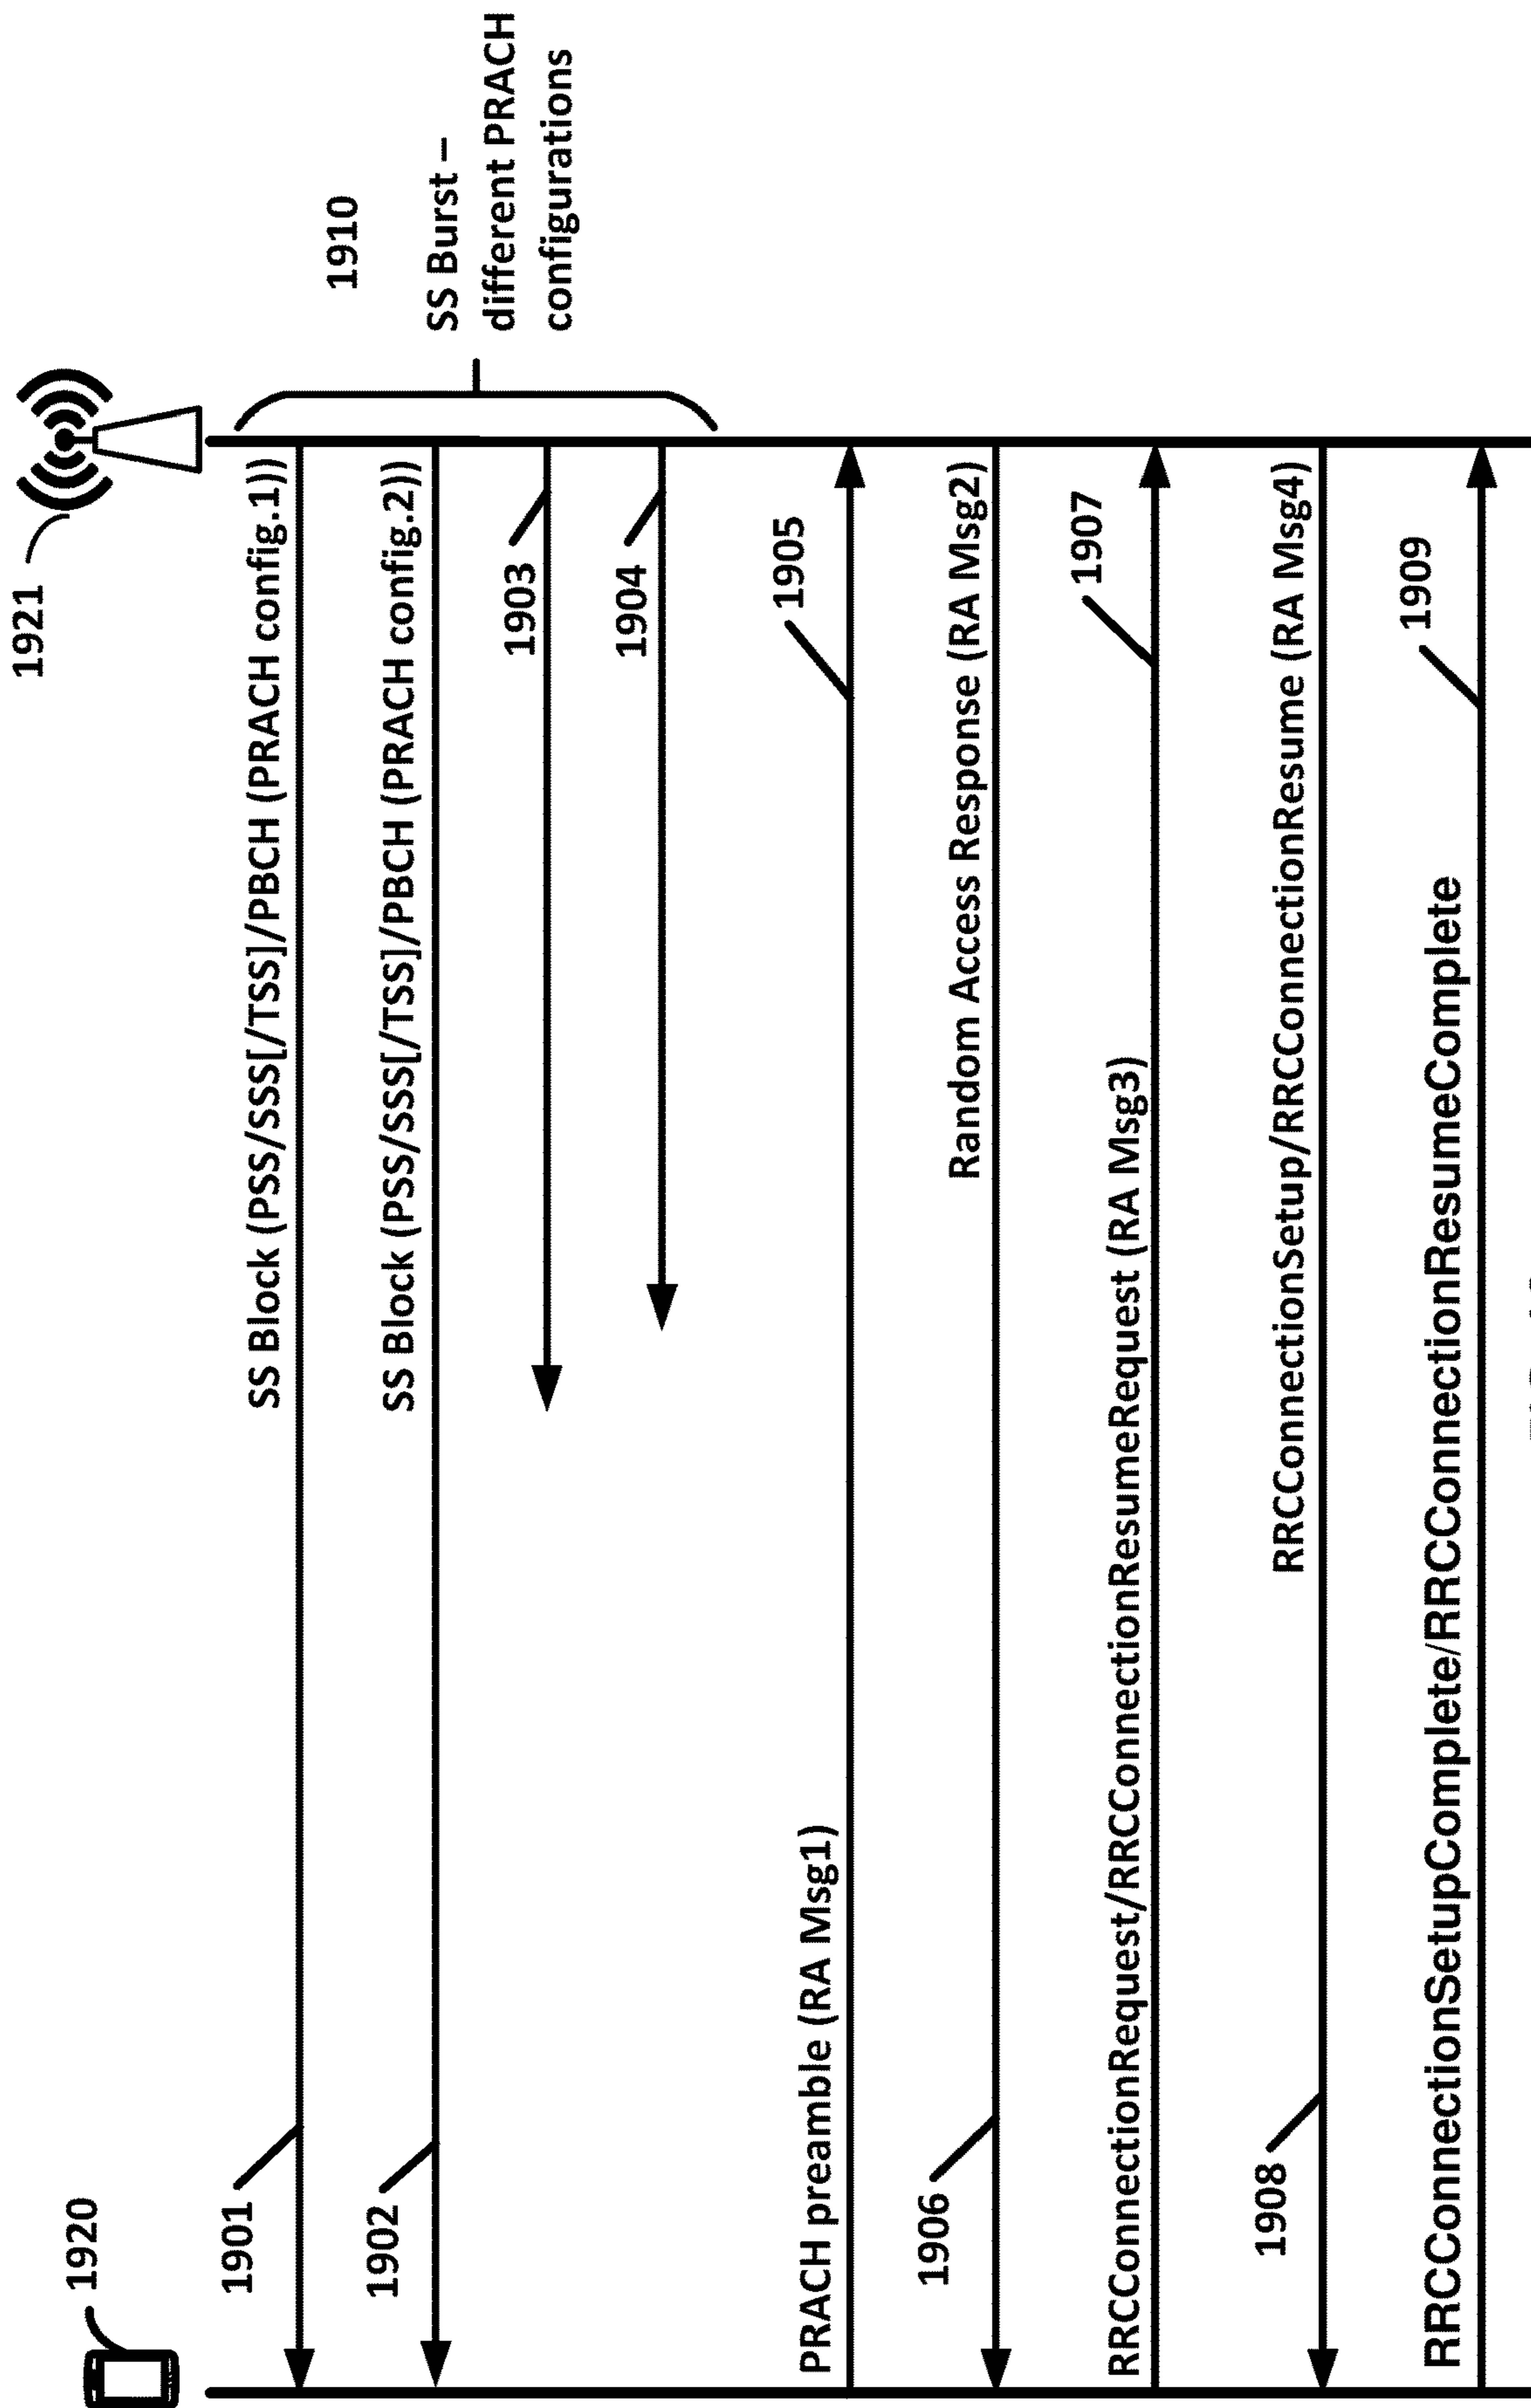 1920
1921
SS Block (PSS/SSS[/TSS]/PBCH (PRACH config.1))
1901
SS Block (PSS/SSS[/TSS]/PBCH (PRACH config.2))
1902
1903
1904
1910
SS Burst –
different PRACH
configurations
PRACH preamble (RA Msg1)
1905
Random Access Response (RA Msg2)
1906
RRCConnectionRequest/RRCConnectionResumeRequest (RA Msg3)
1907
RRCConnectionSetup/RRCConnectionResume (RA Msg4)
1908
RRCConnectionSetupComplete/RRCConnectionResumeComplete
1909